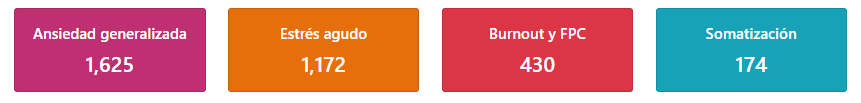 Ansiedad generalizada
1,625
Estrés agudo
1,172
Burnout y FPC
430
Somatización
174